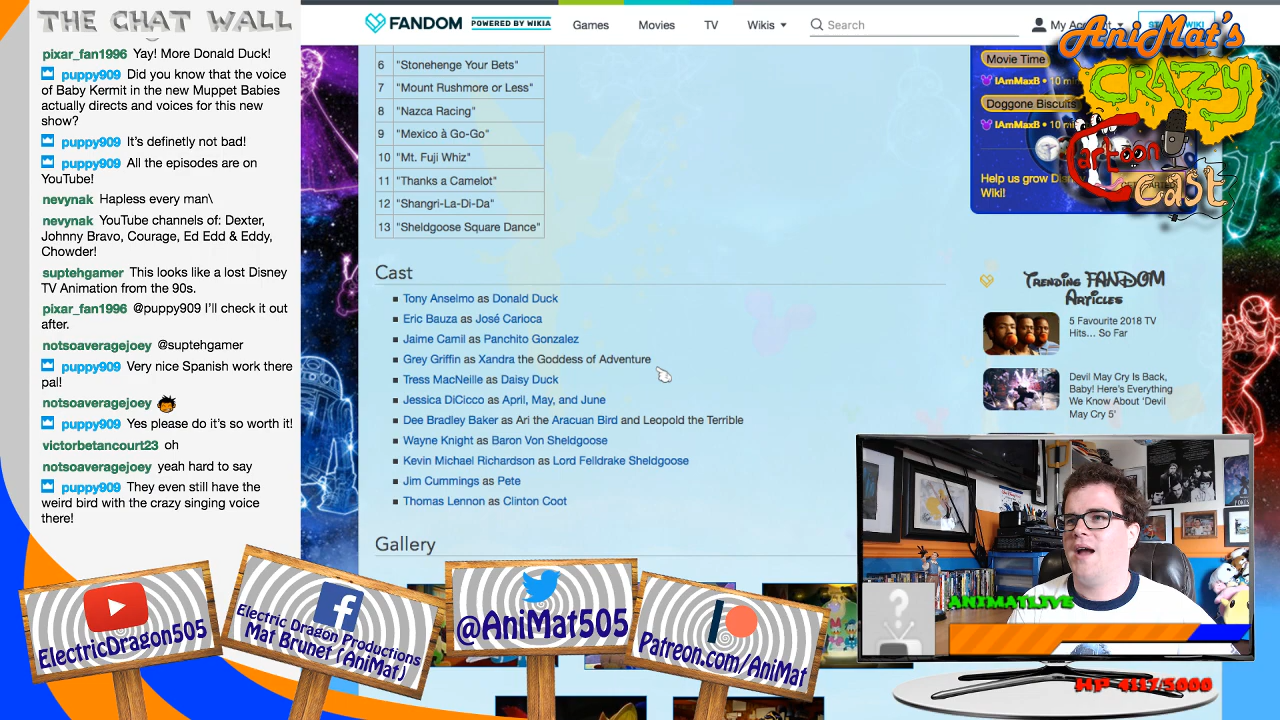 THE CHAT WALL
pixar_fan1996 Yay! More Donald Duck!
puppy909 Did you know that the voice
of Baby Kermit in the new Muppet Babies
actually directs and voices for this new
show?
puppy909 It's definetly not bad!
puppy909 All the episodes are on
YouTube!
nevynak Hapless every man\
nevynak YouTube channels of: Dexter,
Johnny Bravo, Courage, Ed Edd & Eddy,
Chowder!
suptehgamer This looks like a lost Disney
TV Animation from the 90s.
pixar_fan1996 @puppy909 I'll check it out
after.
notsoaveragejoey @suptehgamer
puppy909 Very nice Spanish work there
pal!
notsoaveragejoey
puppy909 Yes please do it's so worth it!
victorbetancourt23 oh
notsoaveragejoey yeah hard to say
puppy909 They even still have the
weird bird with the crazy singing voice
there!
FANDOM POWERED BY WIKIA
Games Movies TV Wikis Search
My
6 "Stonehenge Your Bets"
7 "Mount Rushmore or Less"
8 "Nazca Racing"
9 "Mexico à Go-Go"
10 "Mt. Fuji Whiz"
11 "Thanks a Camelot"
12 "Shangri-La-Di-Da"
13 "Sheldgoose Square Dance"
Cast
Tony Anselmo as Donald Duck
Eric Bauza as José Carioca
Jaime Camil as Panchito Gonzalez
Grey Griffin as Xandra the Goddess of Adventure
Tress MacNeille as Daisy Duck
Jessica DiCicco as April, May, and June
Dee Bradley Baker as Ari the Aracuan Bird and Leopold the Terrible
Wayne Knight as Baron Von Sheldgoose
Kevin Michael Richardson as Lord Felldrake Sheldgoose
Jim Cummings as Pete
Thomas Lennon as Clinton Coot
Gallery
Movie Time
IAmMaxB • 10 min
Doggone Biscuits
IAmMaxB • 10 m
Help us grow Disn
Wiki!
AniMat's
CRAZY
Cartoon
Cast
Trending FANDOM
Articles
5 Favourite 2018 TV
Hits… So Far
Devil May Cry Is Back,
Baby! Here's Everything
We Know About 'Devil
May Cry 5'
ElectricDragon505
Electric Dragon Productions
Mat Brunet (AniMat)
@AniMat505
Patreon.com/AniMat
ANIMATLIVE
HP 4117/5000